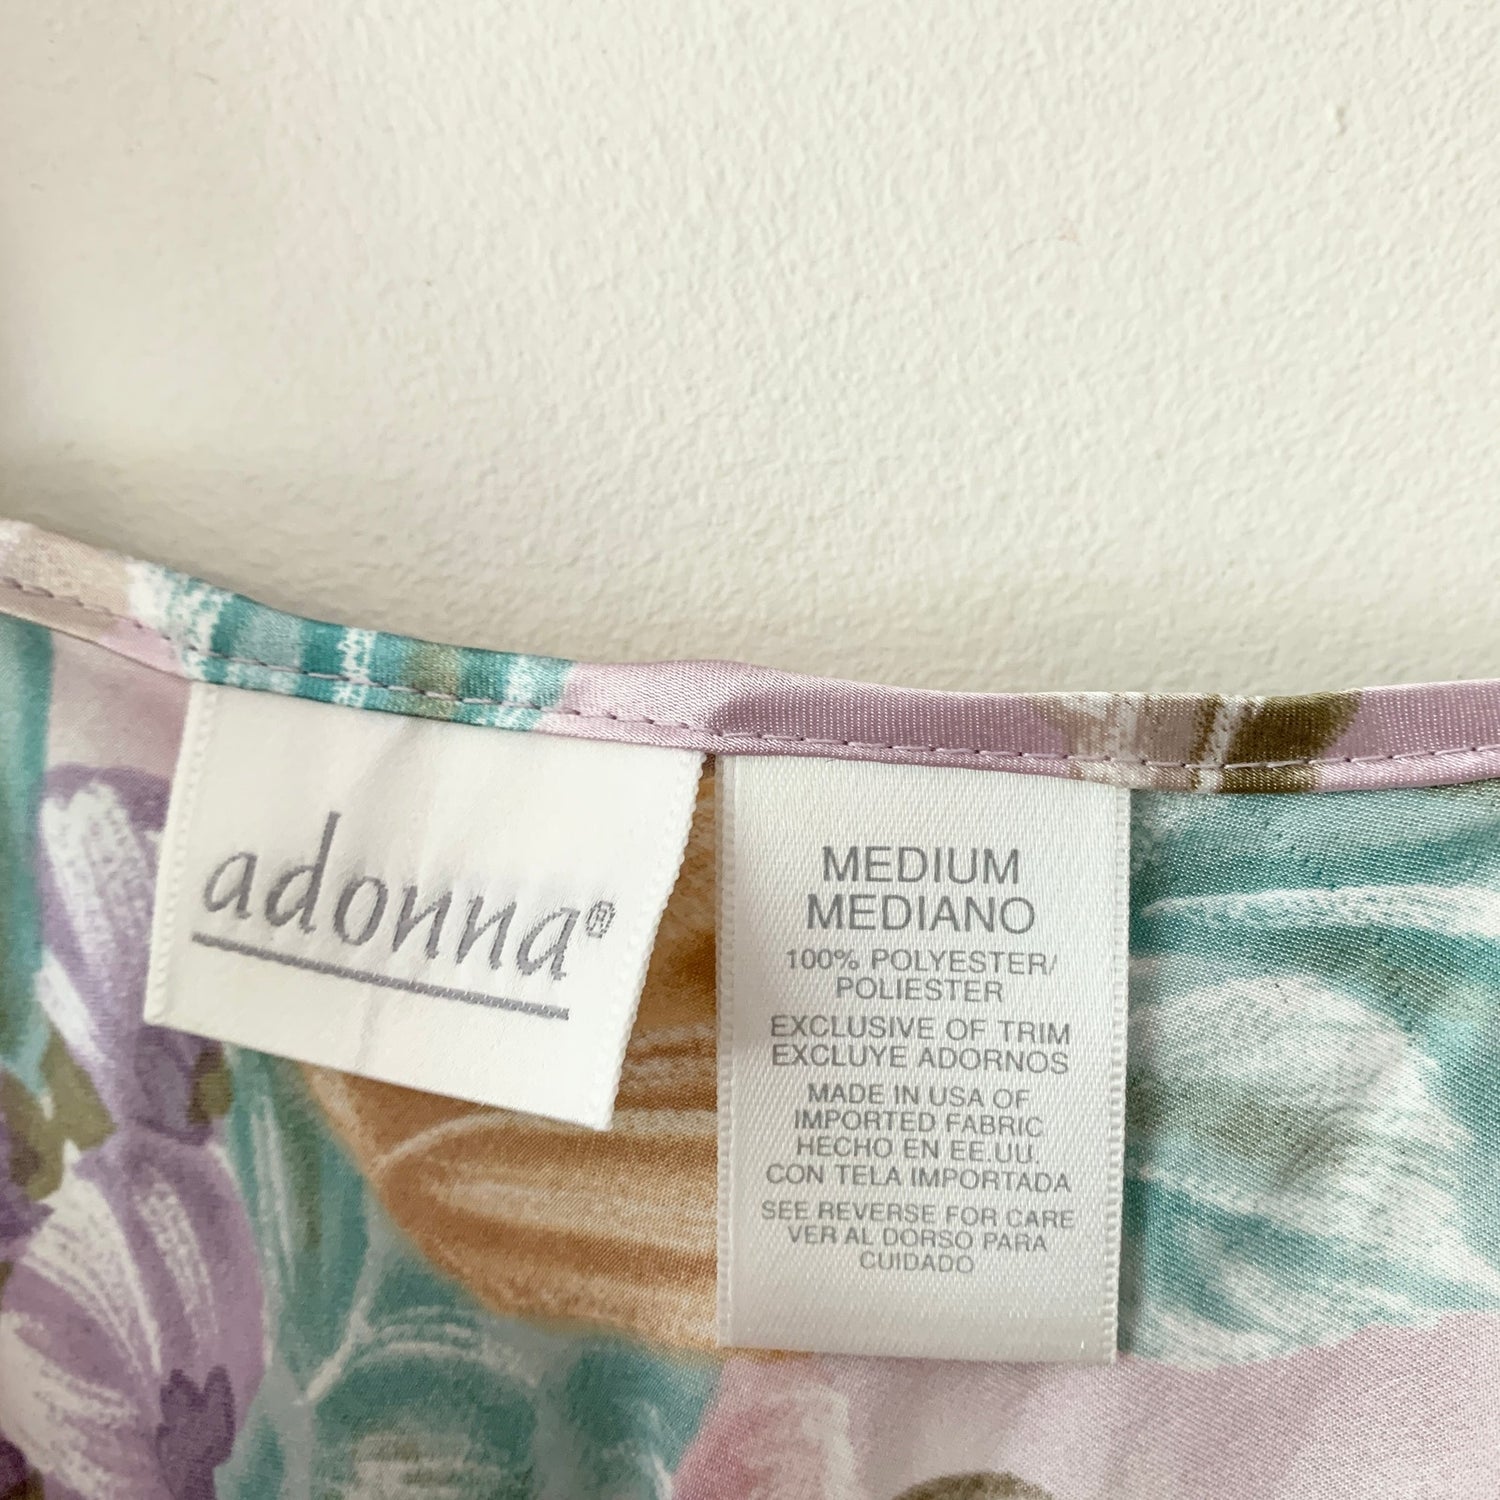 adonna®
MEDIUM
MEDIANO
100% POLYESTER/
POLIESTER
EXCLUSIVE OF TRIM
EXCLUYE ADORNOS
MADE IN USA OF
IMPORTED FABRIC
HECHO EN EE.UU.
CON TELA IMPORTADA
SEE REVERSE FOR CARE
VER AL DORSO PARA
CUIDADO